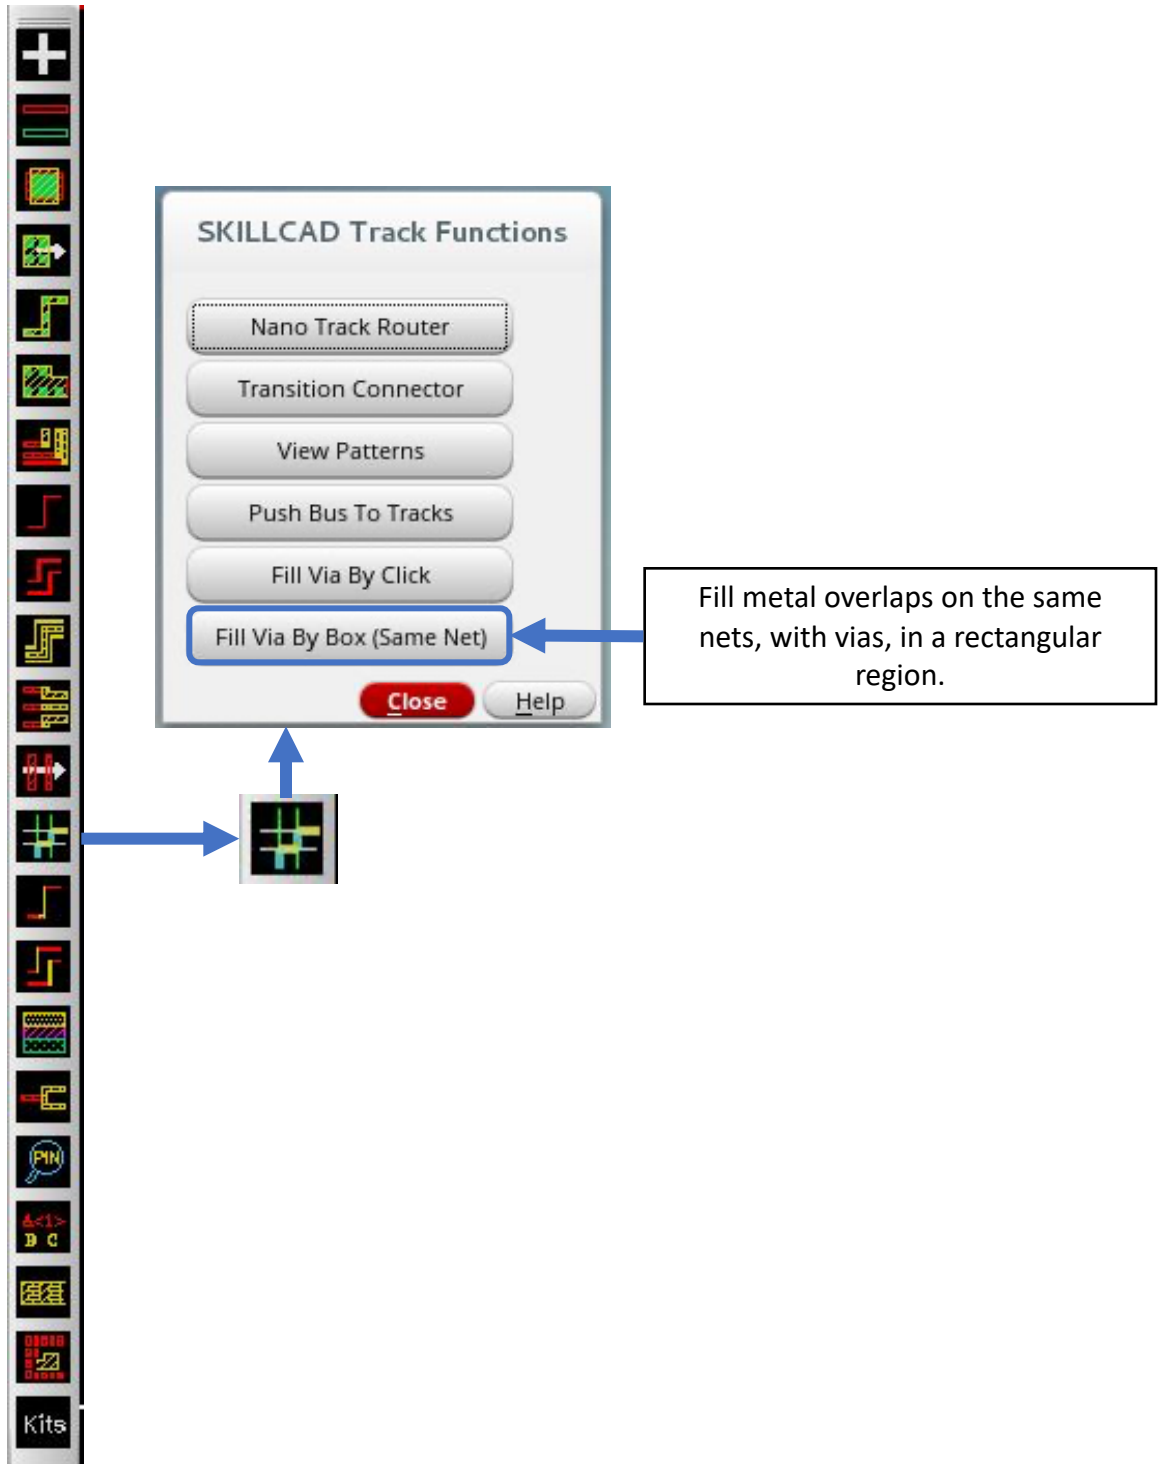 SKILLCAD Track Functions
Nano Track Router
Transition Connector
View Patterns
Push Bus To Tracks
Fill Via By Click
Fill Via By Box (Same Net)
Close
Help
Fill metal overlaps on the same
nets, with vias, in a rectangular
region.
PIN
A<1>
B C
Kits